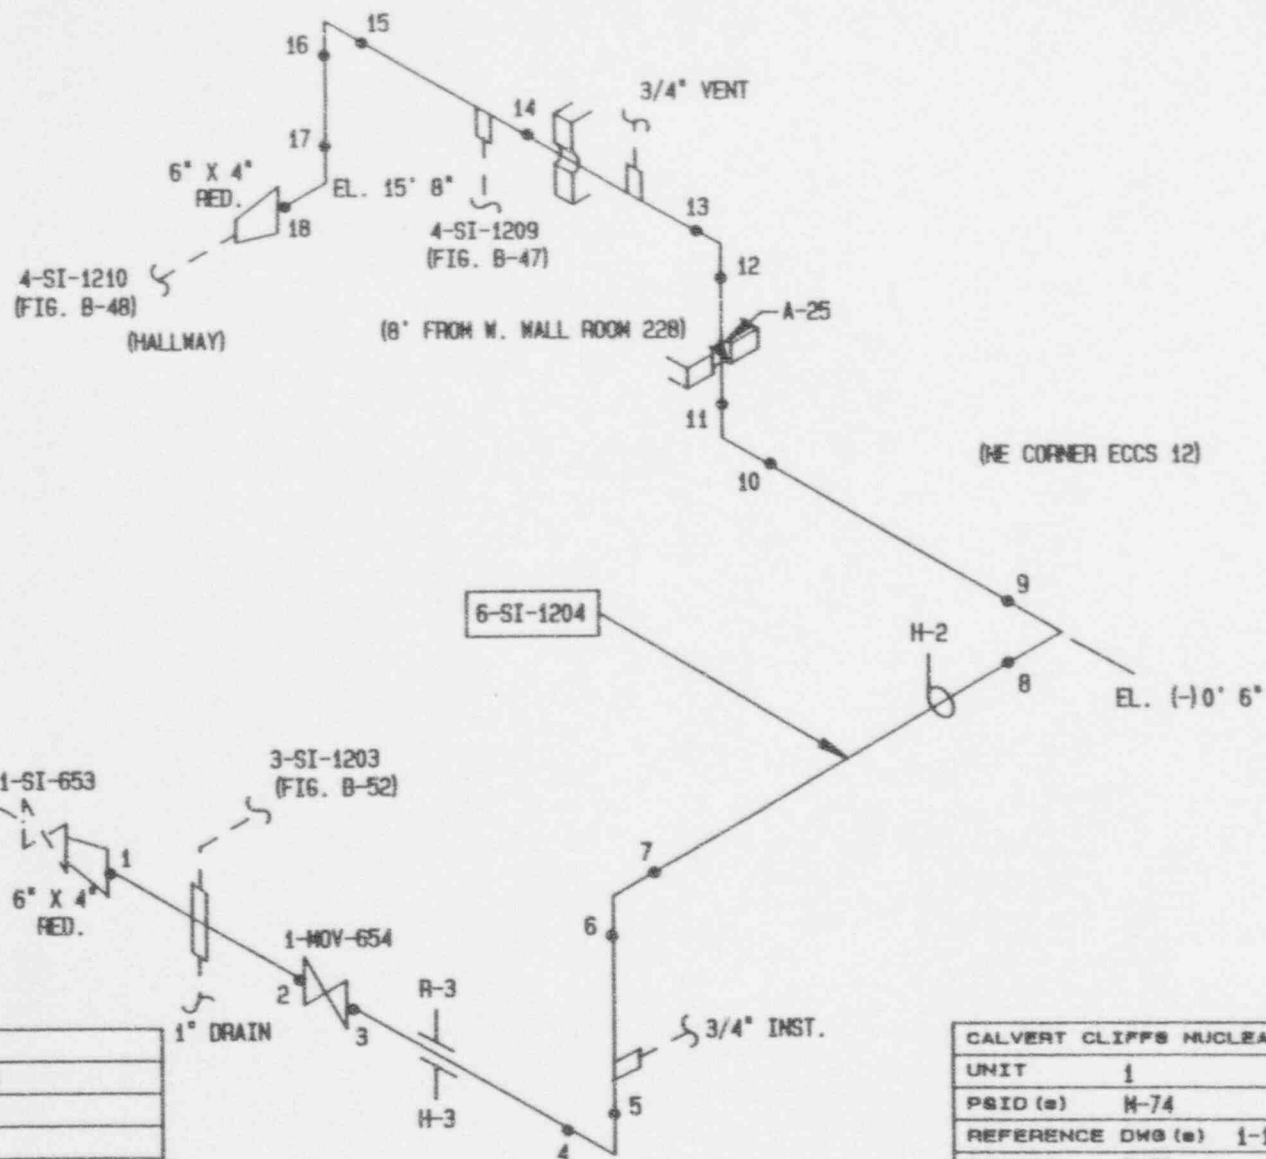 15
16
14
3/4" VENT
17
6" X 4"
RED.
EL. 15' 8"
18
4-SI-1209
(FIG. B-47)
13
12
4-SI-1210
(FIG. B-48)
(HALLWAY)
(8' FROM W. WALL ROOM 228)
A-25
11
(NE CORNER ECCS 12)
10
9
6-SI-1204
H-2
8
EL. (-)0' 6"
3-SI-1203
(FIG. B-52)
1-SI-653
1
7
6" X 4"
RED.
6
1-MOV-654
2
R-3
1" DRAIN
3
3/4" INST.
H-3
5
4
CALVERT CLIFFS NUCLEA
UNIT 1
P&ID(s) M-74
REFERENCE DWG(s) 1-1